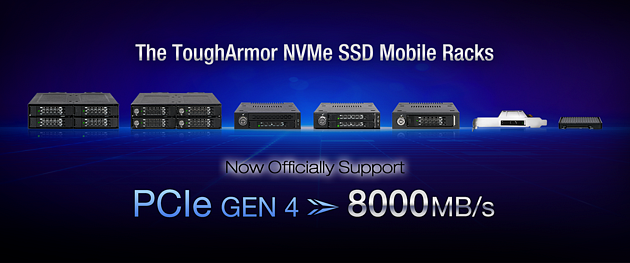 The ToughArmor NVMe SSD Mobile Racks
Now Officially Support
PCIe GEN 4 >> 8000MB/s